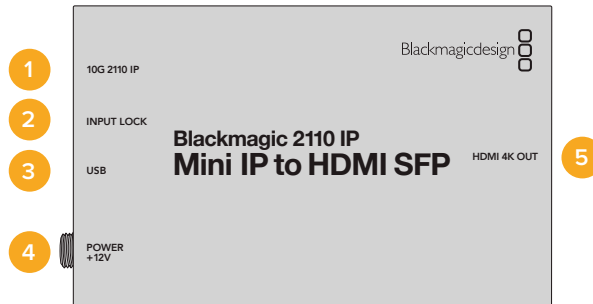 1
10G 2110 IP
Blackmagicdesign
2
INPUT LOCK
Blackmagic 2110 IP
Mini IP to HDMI SFP
3
USB
HDMI 4K OUT
5
4
POWER
+12V